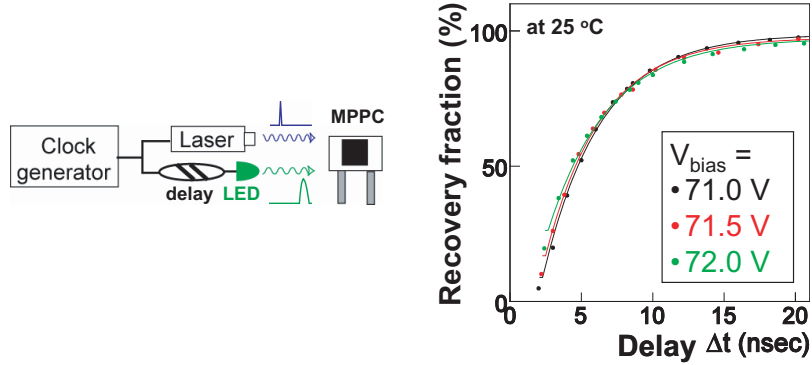 Clock
generator
Laser
delay
LED
MPPC
at 25 °C
Recovery fraction (%)
100
50
0
0
5
10
15
20
Delay Δt (nsec)
V_bias =
71.0 V
71.5 V
72.0 V